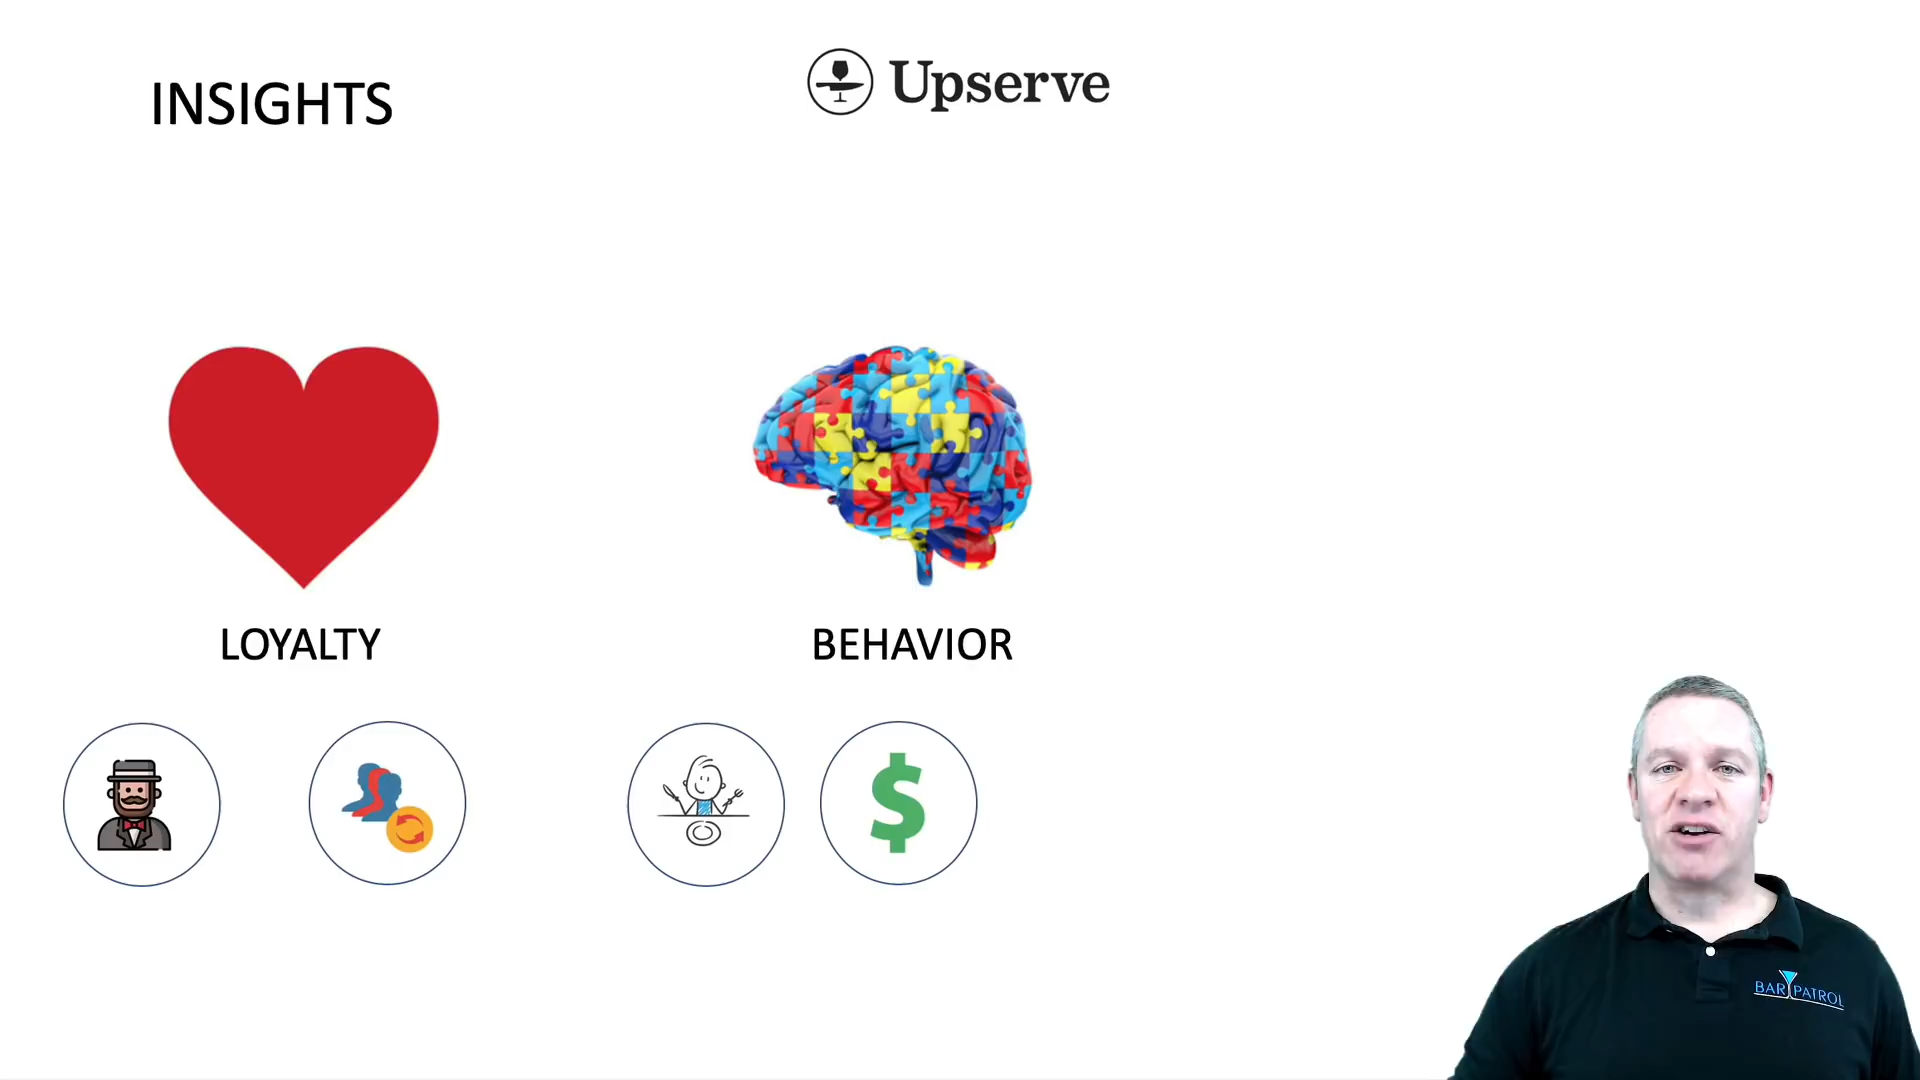 INSIGHTS
Upserve
LOYALTY
BEHAVIOR
$
BAR PATROL